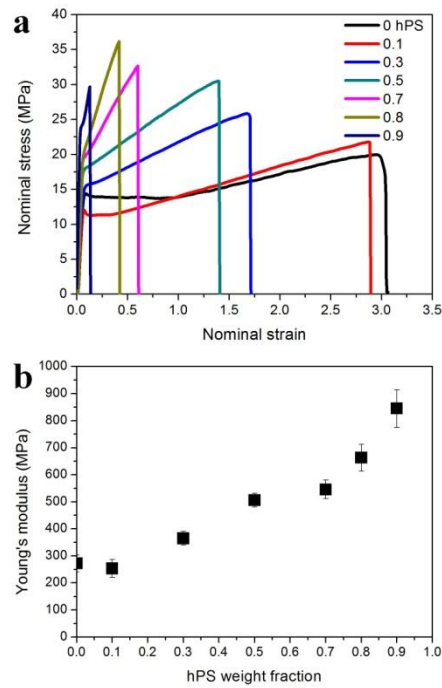 a
0 hPS
0.1
0.3
0.5
0.7
0.8
0.9
40
35
30
25
20
15
10
5
0
Nominal stress (MPa)
0.0 0.5 1.0 1.5 2.0 2.5 3.0 3.5
Nominal strain
b
1000
900
800
700
600
500
400
300
200
100
0
Young's modulus (MPa)
0.0 0.1 0.2 0.3 0.4 0.5 0.6 0.7 0.8 0.9 1.0
hPS weight fraction